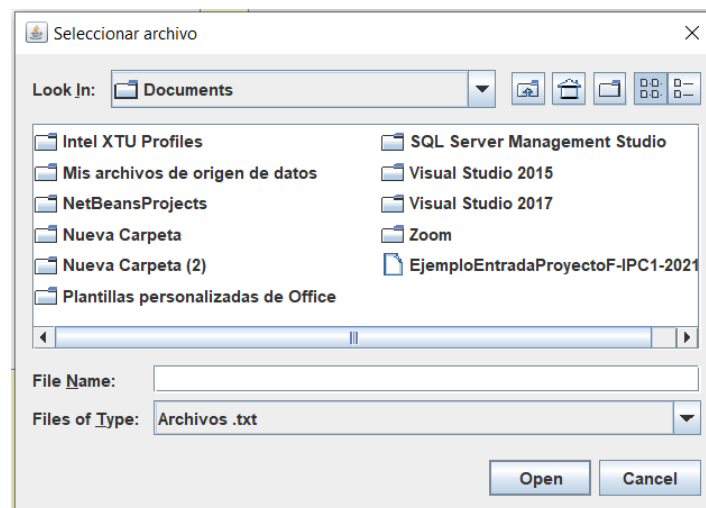 Seleccionar archivo
Look In: Documents
Intel XTU Profiles
Mis archivos de origen de datos
NetBeansProjects
Nueva Carpeta
Nueva Carpeta (2)
Plantillas personalizadas de Office
SQL Server Management Studio
Visual Studio 2015
Visual Studio 2017
Zoom
EjemploEntradaProyectoF-IPC1-2021
File Name:
Files of Type: Archivos .txt
Open Cancel